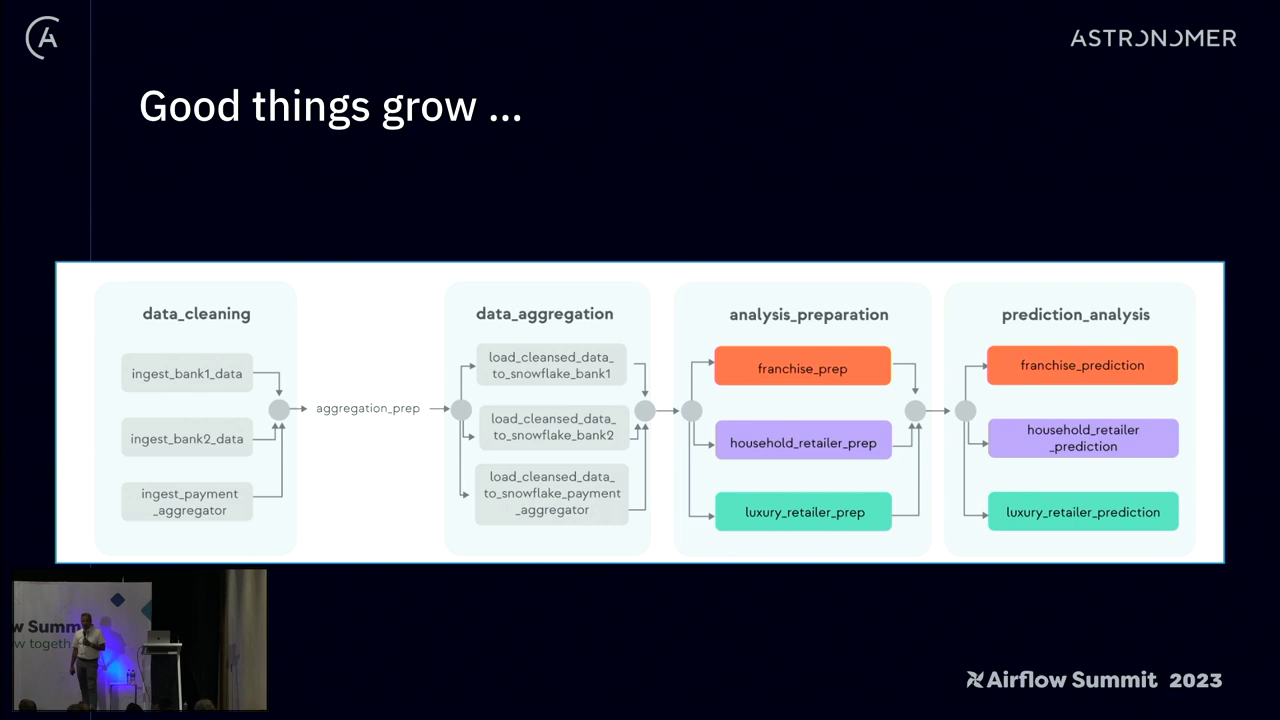 ASTRONOMER
Good things grow ...
data_cleaning
ingest_bank1_data
ingest_bank2_data
ingest_payment
_aggregator
aggregation_prep
data_aggregation
load_cleansed_data_
to_snowflake_bank1
load_cleansed_data_
to_snowflake_bank2
load_cleansed_data_
to_snowflake_payment
_aggregator
analysis_preparation
franchise_prep
household_retailer_prep
luxury_retailer_prep
prediction_analysis
franchise_prediction
household_retailer
_prediction
luxury_retailer_prediction
w Summ
w togeth
Airflow Summit 2023